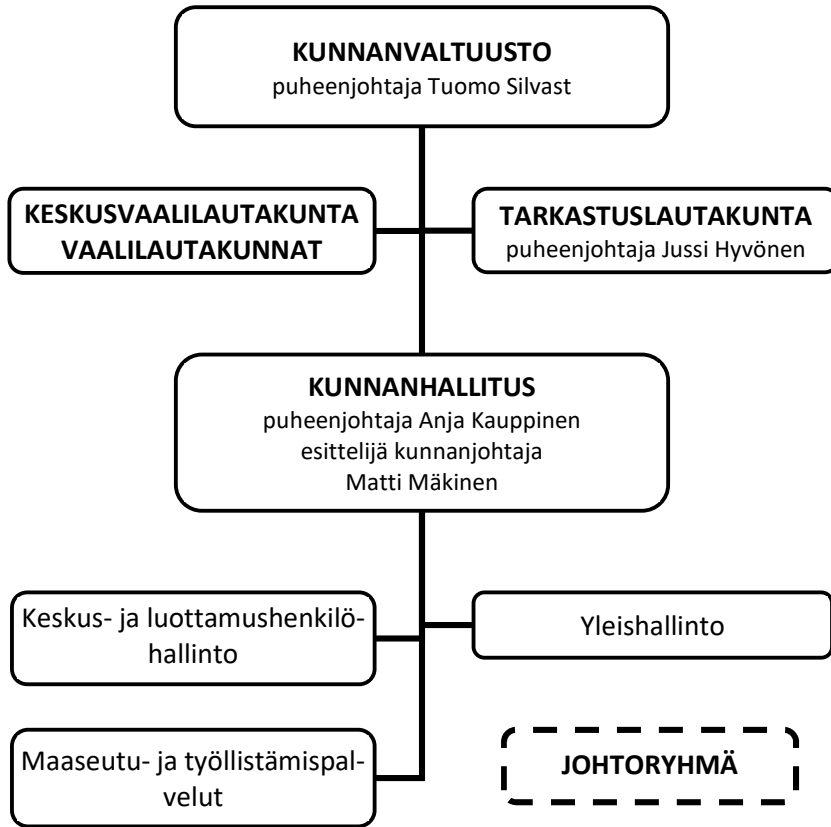 KUNNANVALTUUSTO
puheenjohtaja Tuomo Silvast
KESKUSVAALILAUTAKUNTA
VAALILAUTAKUNNAT
TARKASTUSLAUTAKUNTA
puheenjohtaja Jussi Hyvönen
KUNNANHALLITUS
puheenjohtaja Anja Kauppinen
esittelijä kunnanjohtaja
Matti Mäkinen
Keskus- ja luottamushenkilö-
hallinto
Yleishallinto
Maaseutu- ja työllistämispal-
velut
JOHTORYHMÄ